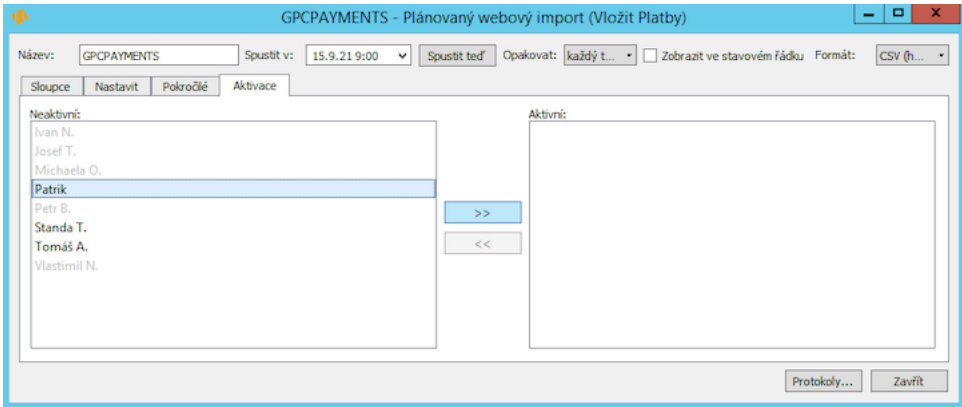 GPCPAYMENTS - Plánovaný webový import (Vložit Platby)
Název: GPCPAYMENTS Spustit v: 15.9.21 9:00 Spustit teď Opakovat: každý t... Zobrazit ve stavovém řádku Formát: CSV (h...
Sloupce Nastavit Pokročilé Aktivace
Neaktivní: Aktivní:
Ivan N.
Josef T.
Michaela O.
Patrik
Petr B.
>>
Standa T.
Tomáš A.
<<
Vlastimil N.
Protokoly... Zavřít